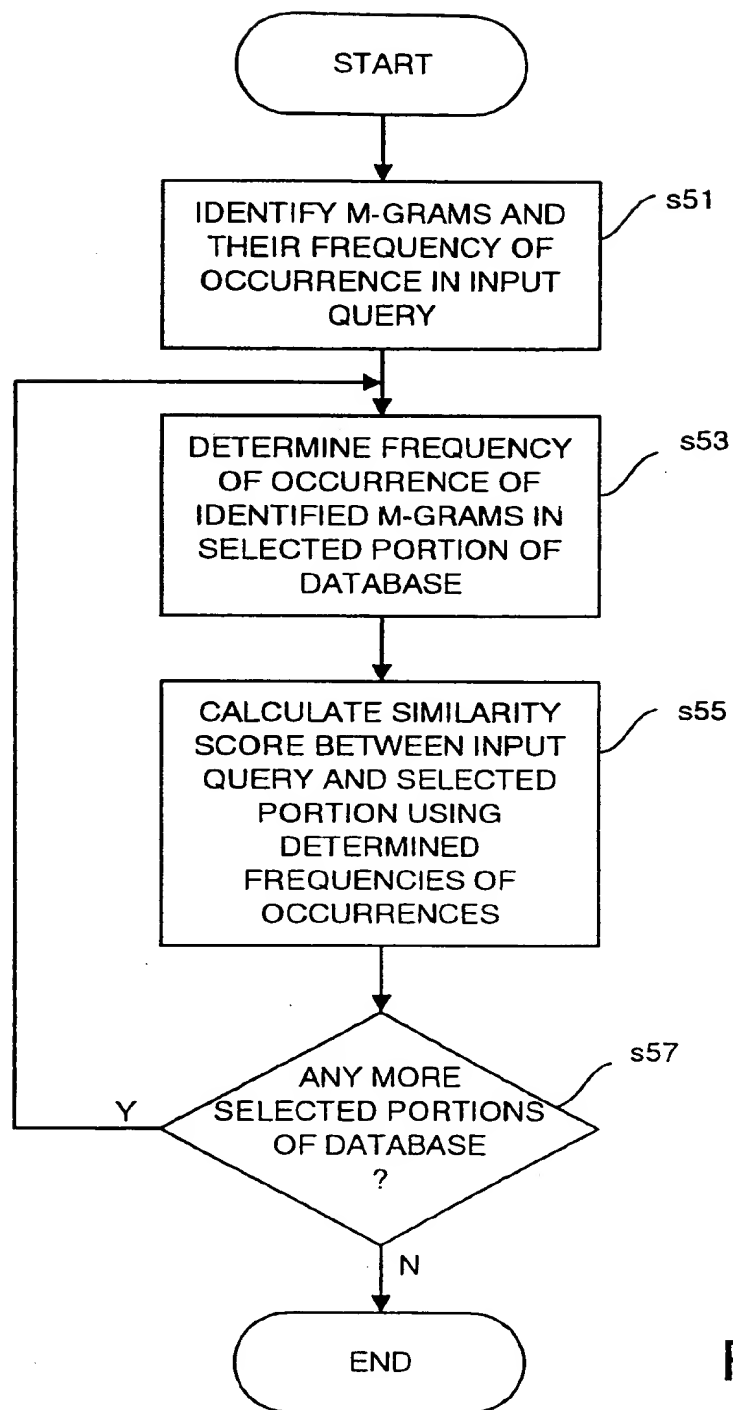 START
IDENTIFY M-GRAMS AND
THEIR FREQUENCY OF
OCCURRENCE IN INPUT
QUERY
s51
DETERMINE FREQUENCY
OF OCCURRENCE OF
IDENTIFIED M-GRAMS IN
SELECTED PORTION OF
DATABASE
s53
CALCULATE SIMILARITY
SCORE BETWEEN INPUT
QUERY AND SELECTED
PORTION USING
DETERMINED
FREQUENCIES OF
OCCURRENCES
s55
ANY MORE
SELECTED PORTIONS
OF DATABASE
?
s57
Y
N
END